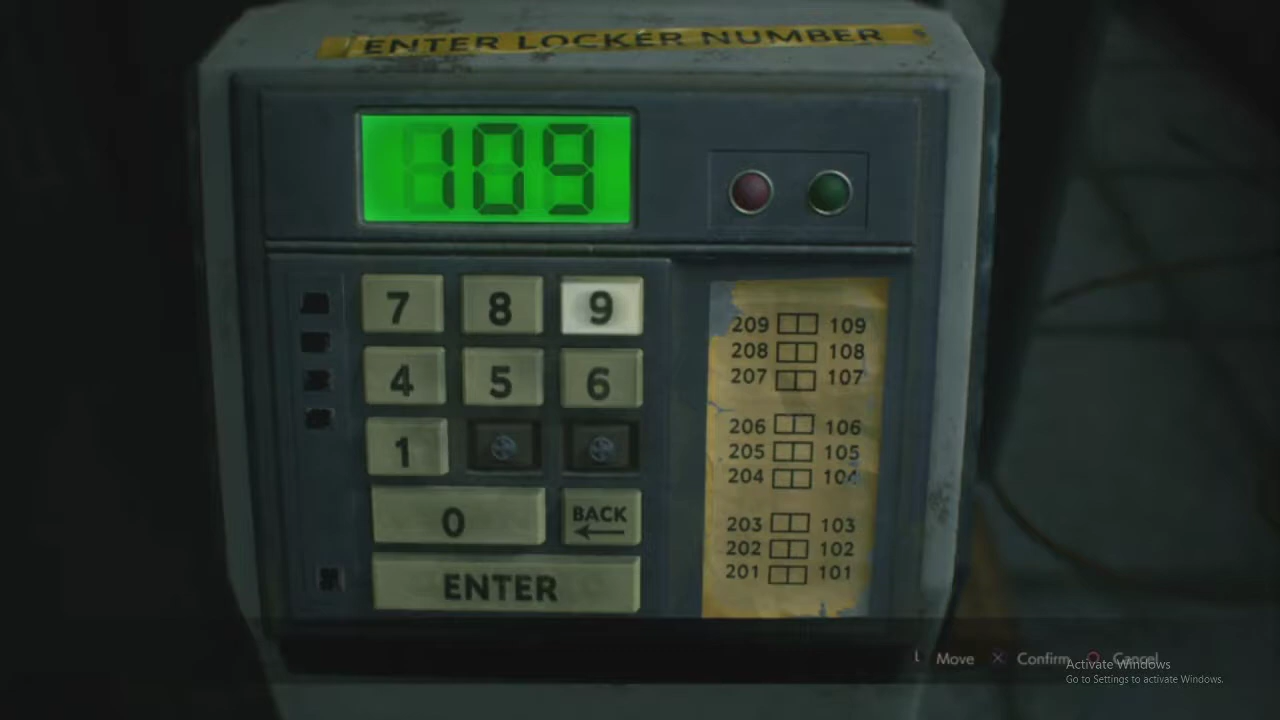 ENTER LOCKER NUMBER
109
7 8 9
4 5 6
1
0 BACK
ENTER
209 109
208 108
207 107
206 106
205 105
204 104
203 103
202 102
201 101
Move Confirm Cancel
Activate Windows
Go to Settings to activate Windows.